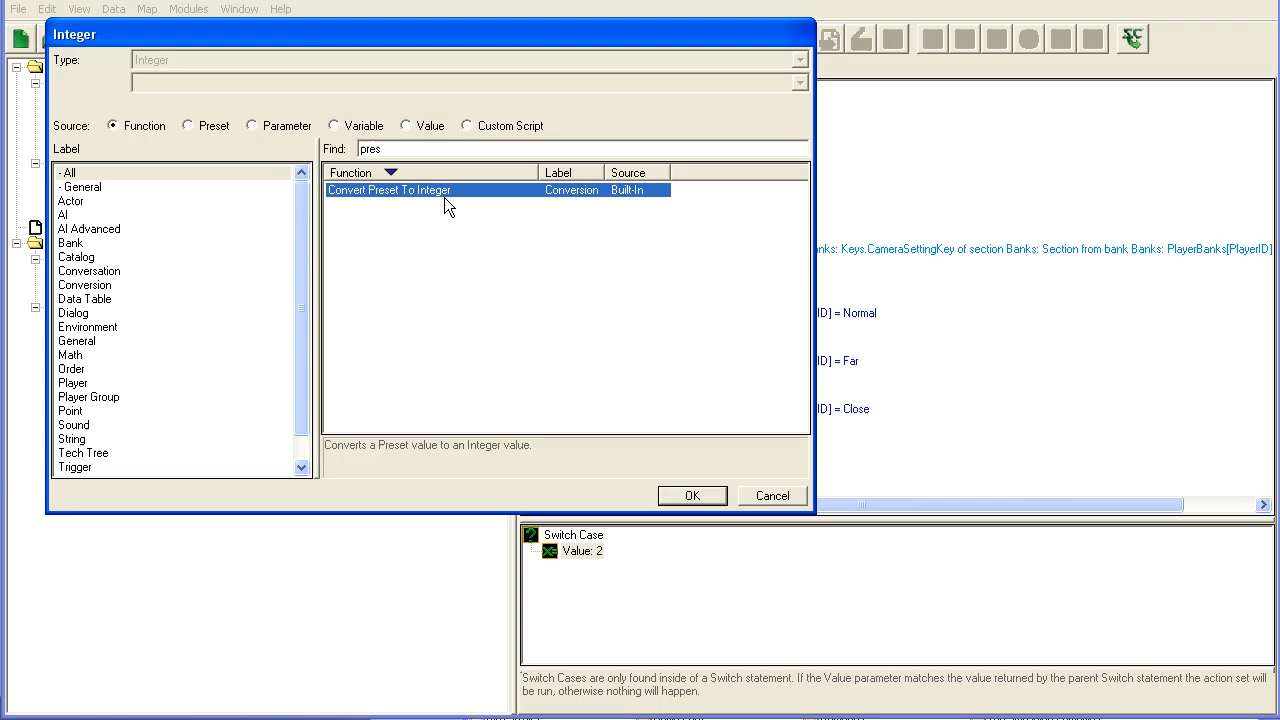 File Edit View Data Map Modules Window Help
Integer
Type: Integer
Source: Function Preset Parameter Variable Value Custom Script
Label
Find: pres
Function Label Source
Convert Preset To Integer Conversion Built-In
- All
- General
Actor
AI
AI Advanced
Bank
Catalog
Conversation
Conversion
Data Table
Dialog
Environment
General
Math
Order
Player
Player Group
Point
Sound
String
Tech Tree
Trigger
Converts a Preset value to an Integer value.
OK Cancel
Keys.CameraSettingKey of section Banks: Section from bank Banks: PlayerBanks[PlayerID]
ID] = Normal
ID] = Far
ID] = Close
Switch Case
Value: 2
Switch Cases are only found inside of a Switch statement. If the Value parameter matches the value returned by the parent Switch statement the action set will
be run, otherwise nothing will happen.